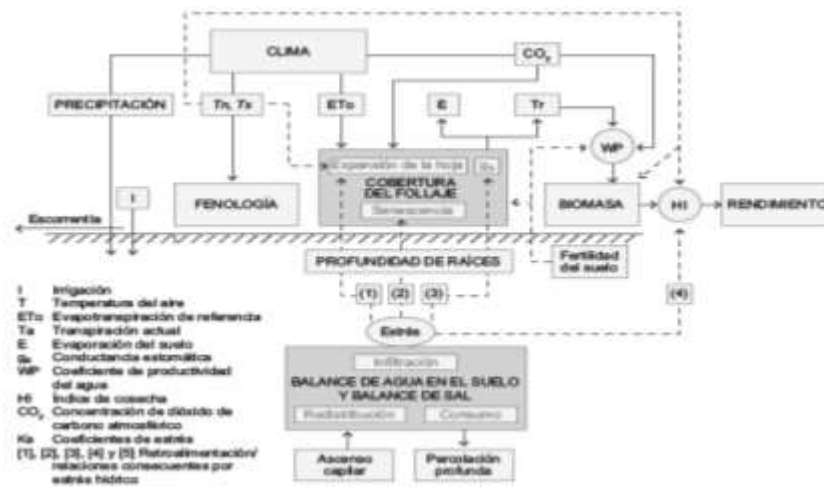 CLIMA
CO₂
PRECIPITACIÓN
Tn, Tx
ETo
E
Tr
WP
Expansión de la hoja
gs
COBERTURA
DEL FOLLAJE
Senescencia
I
FENOLOGÍA
BIOMASA
HI
RENDIMIENTO
Escorrentía
PROFUNDIDAD DE RAÍCES
Fertilidad
del suelo
(1)
(2)
(3)
(4)
Estrés
Infiltración
BALANCE DE AGUA EN EL SUELO
Y BALANCE DE SAL
Redistribución
Consumo
Ascenso
capilar
Percolación
profunda
I Irrigación
T Temperatura del aire
ETo Evapotranspiración de referencia
Ta Transpiración actual
E Evaporación del suelo
gs Conductancia estomática
WP Coeficiente de productividad
del agua
HI Índice de cosecha
CO₂ Concentración de dióxido de
carbono atmosférico
Ks Coeficientes de estrés
[1], [2], [3], [4] y [5] Retroalimentación/
relaciones consecuentes por
estrés hídrico